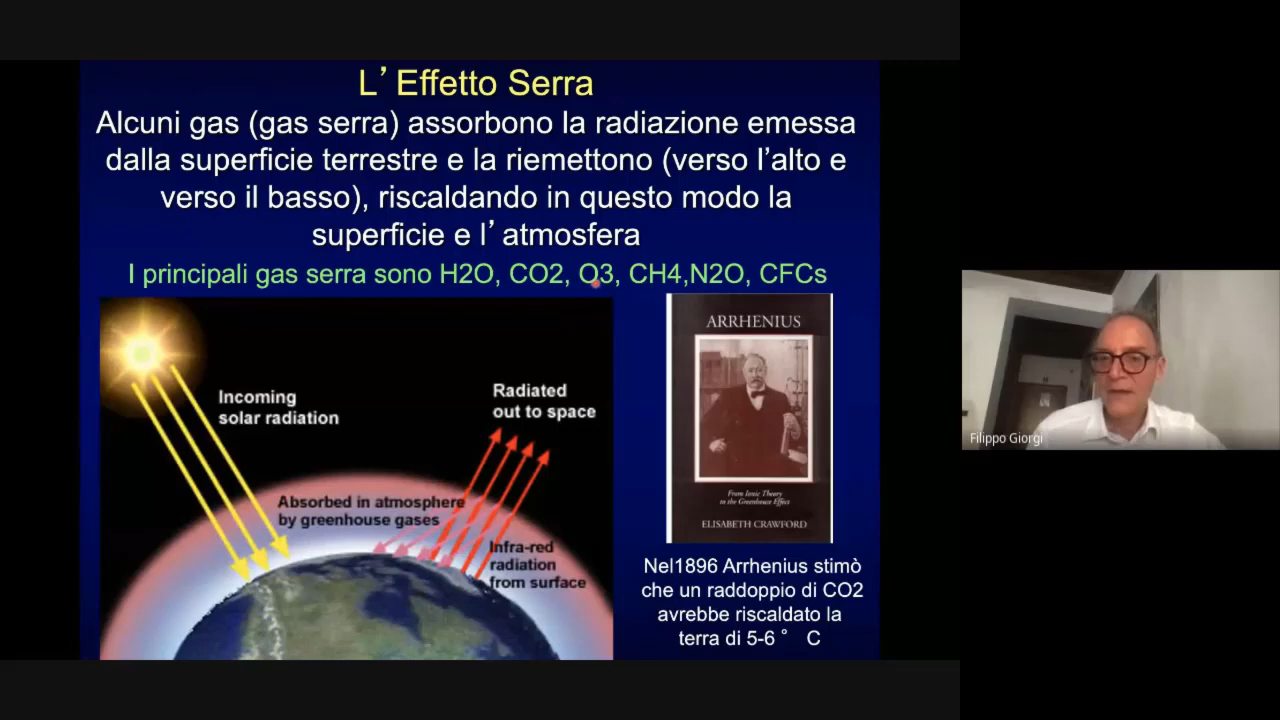 L’Effetto Serra
Alcuni gas (gas serra) assorbono la radiazione emessa
dalla superficie terrestre e la riemettono (verso l’alto e
verso il basso), riscaldando in questo modo la
superficie e l’atmosfera
I principali gas serra sono H2O, CO2, O3, CH4,N2O, CFCs
Incoming
solar radiation
Radiated
out to space
Absorbed in atmosphere
by greenhouse gases
Infra-red
radiation
from surface
ARRHENIUS
From Ionic Theory
to the Greenhouse Effect
ELISABETH CRAWFORD
Nel1896 Arrhenius stimò
che un raddoppio di CO2
avrebbe riscaldato la
terra di 5-6 ° C
Filippo Giorgi